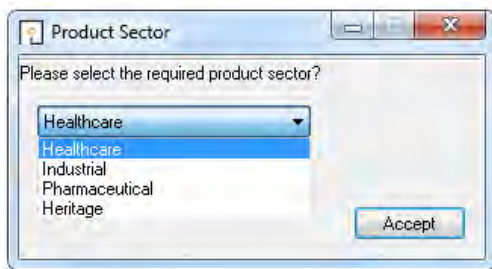 Product Sector
Please select the required product sector?
Healthcare
Healthcare
Industrial
Pharmaceutical
Heritage
Accept